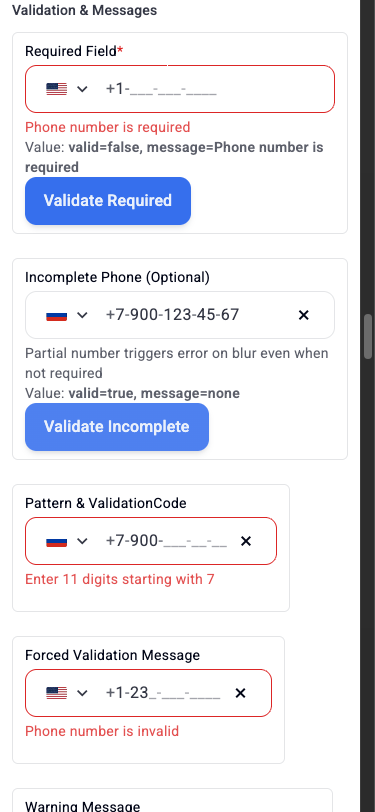 Validation & Messages
Required Field*
+1-___-___-____
Phone number is required
Value: valid=false, message=Phone number is
required
Validate Required
Incomplete Phone (Optional)
+7-900-123-45-67
Partial number triggers error on blur even when
not required
Value: valid=true, message=none
Validate Incomplete
Pattern & ValidationCode
+7-900-___-__-__
Enter 11 digits starting with 7
Forced Validation Message
+1-23_-___-____
Phone number is invalid
Warning Message